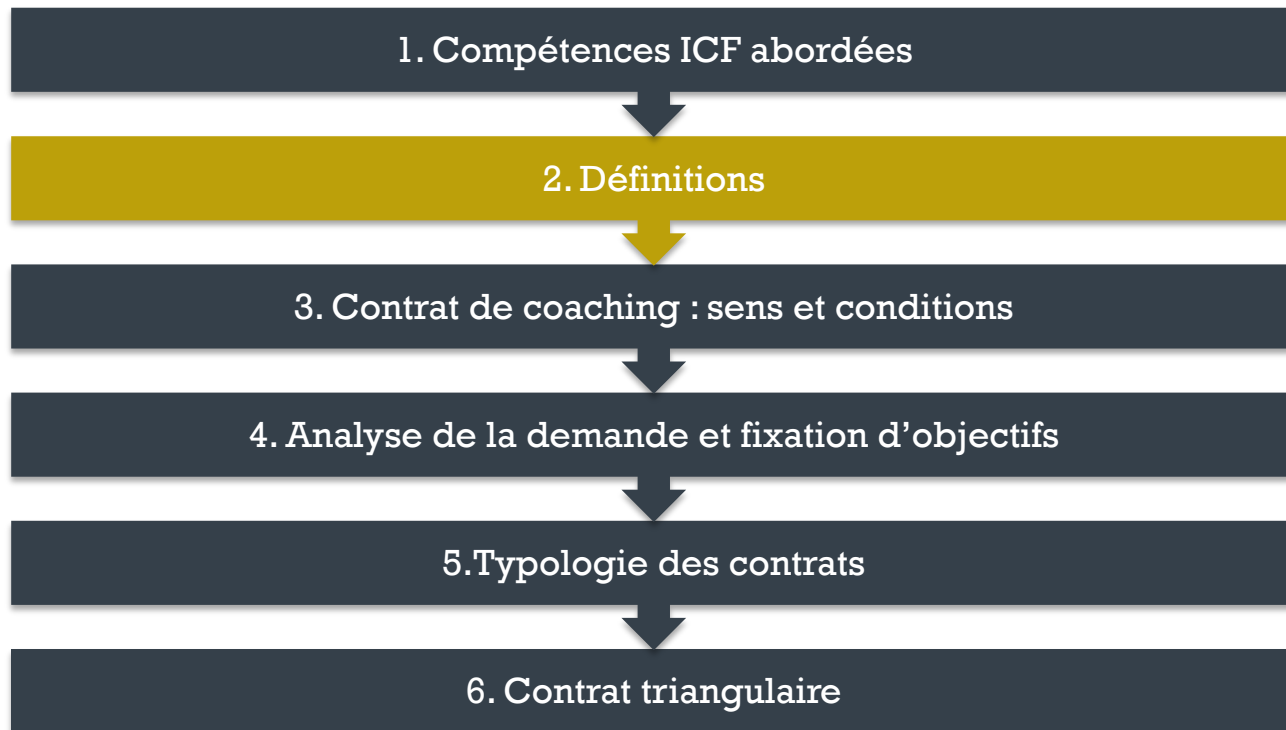 1. Compétences ICF abordées
2. Définitions
3. Contrat de coaching : sens et conditions
4. Analyse de la demande et fixation d’objectifs
5.Typologie des contrats
6. Contrat triangulaire